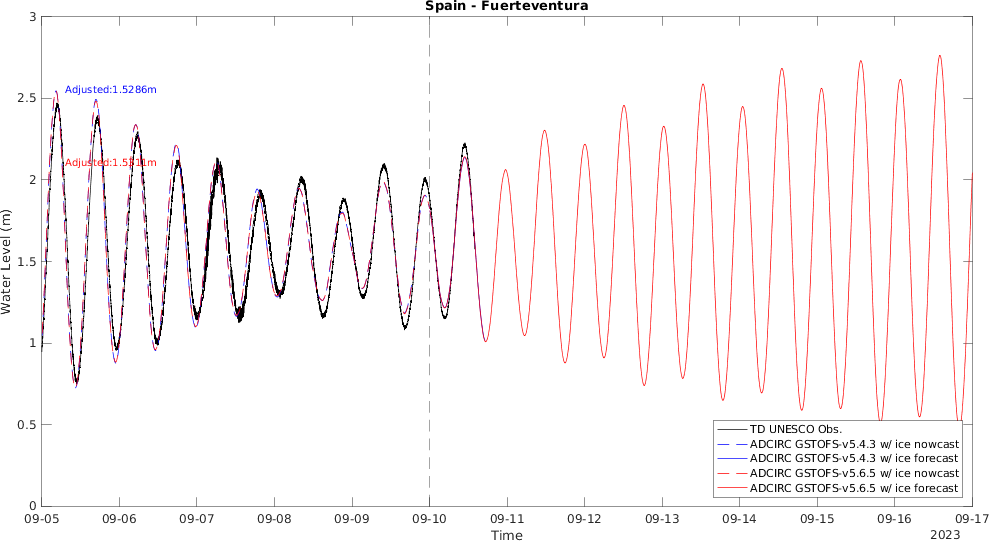 Spain - Fuerteventura
3
2.5
2
1.5
1
0.5
0
Water Level (m)
Adjusted:1.5286m
Adjusted:1.5311m
TD UNESCO Obs.
ADCIRC GSTOFS-v5.4.3 w/ ice nowcast
ADCIRC GSTOFS-v5.4.3 w/ ice forecast
ADCIRC GSTOFS-v5.6.5 w/ ice nowcast
ADCIRC GSTOFS-v5.6.5 w/ ice forecast
09-05 09-06 09-07 09-08 09-09 09-10 09-11 09-12 09-13 09-14 09-15 09-16 09-17
Time
2023